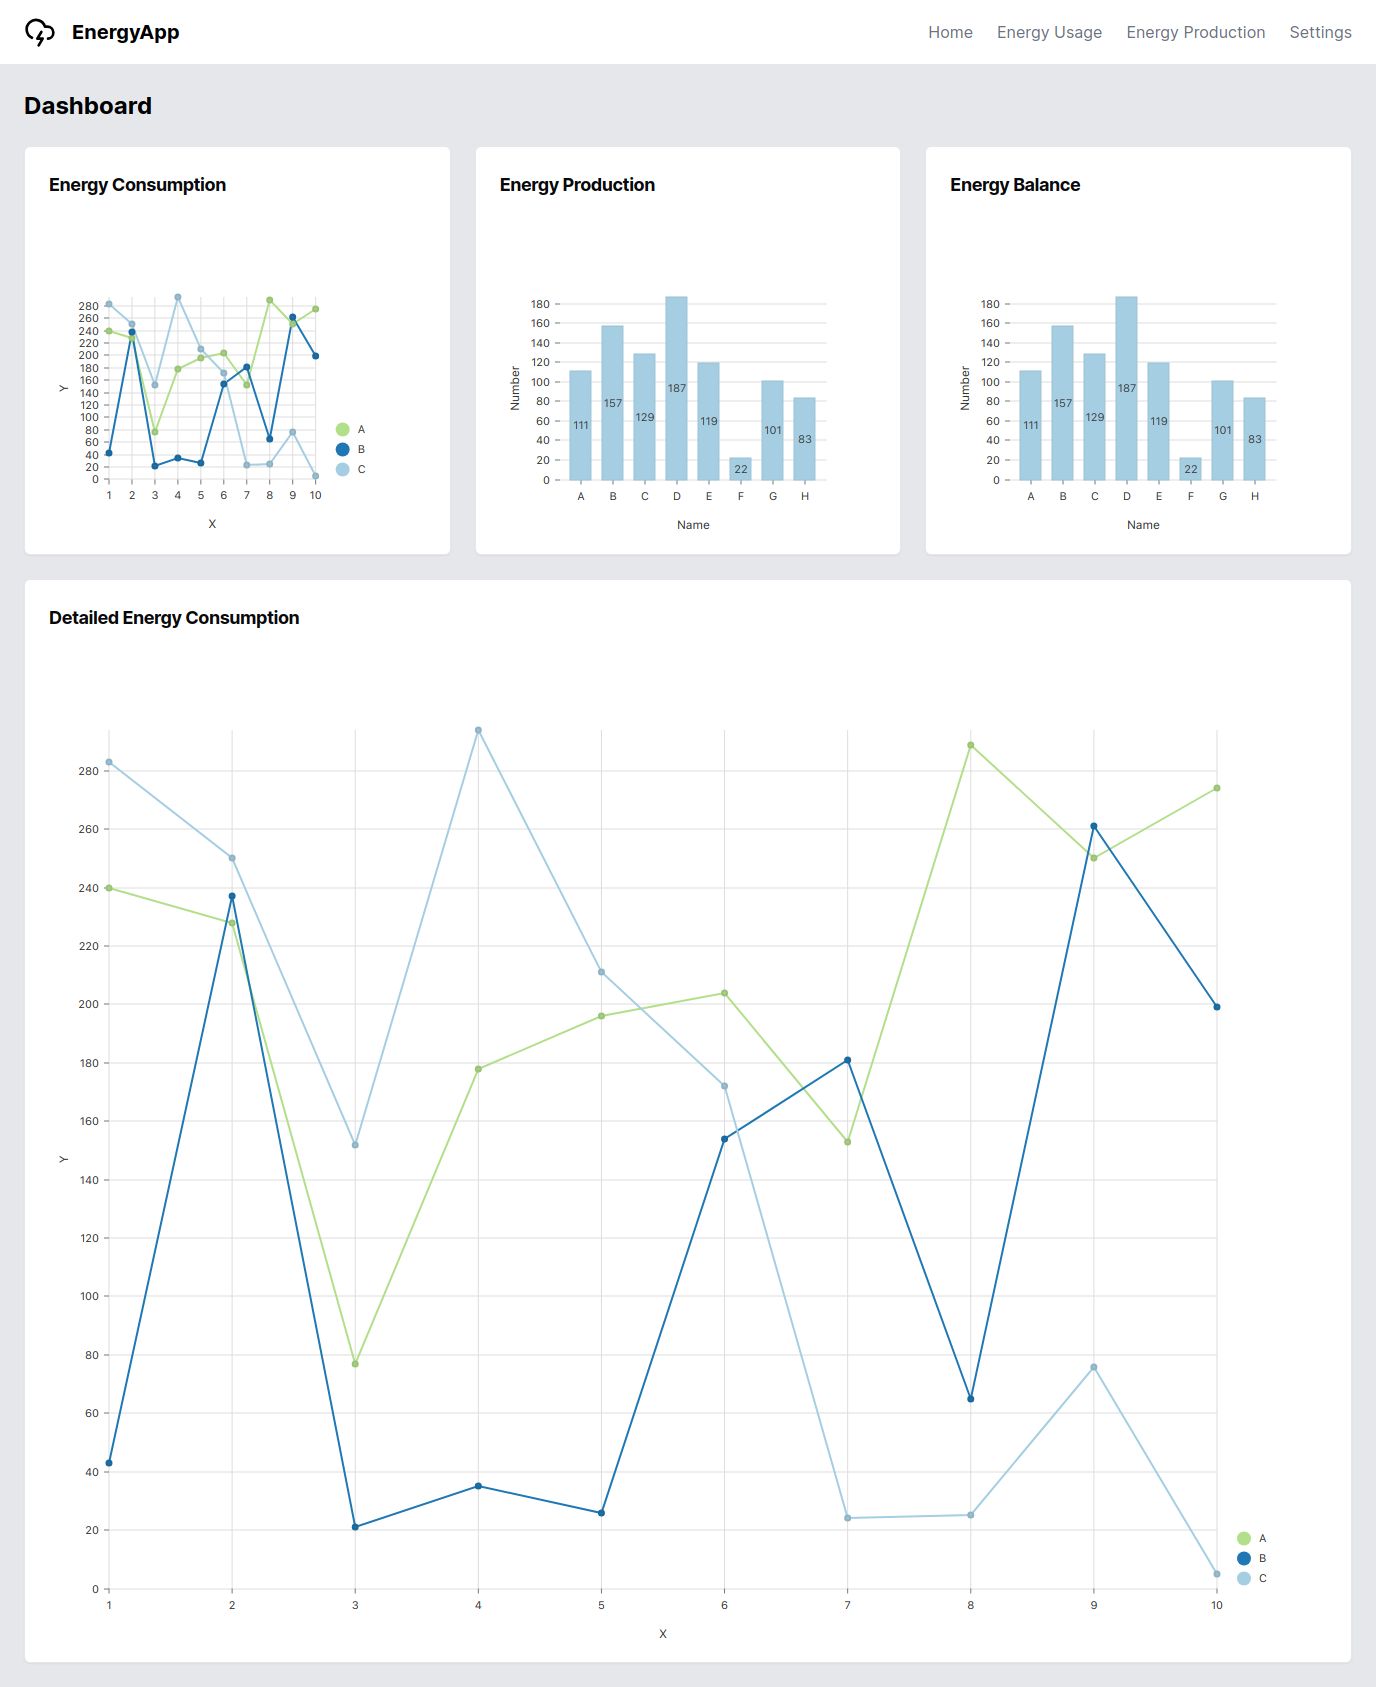 EnergyApp
Home Energy Usage Energy Production Settings
Dashboard
Energy Consumption
280
260
240
220
200
180
160
140
120
100
80
60
40
20
0
Y
1 2 3 4 5 6 7 8 9 10
X
A
B
C
Energy Production
180
160
140
120
100
80
60
40
20
0
Number
111 157 129 187 119 22 101 83
A B C D E F G H
Name
Energy Balance
180
160
140
120
100
80
60
40
20
0
Number
111 157 129 187 119 22 101 83
A B C D E F G H
Name
Detailed Energy Consumption
280
260
240
220
200
180
160
140
120
100
80
60
40
20
0
Y
1 2 3 4 5 6 7 8 9 10
X
A
B
C